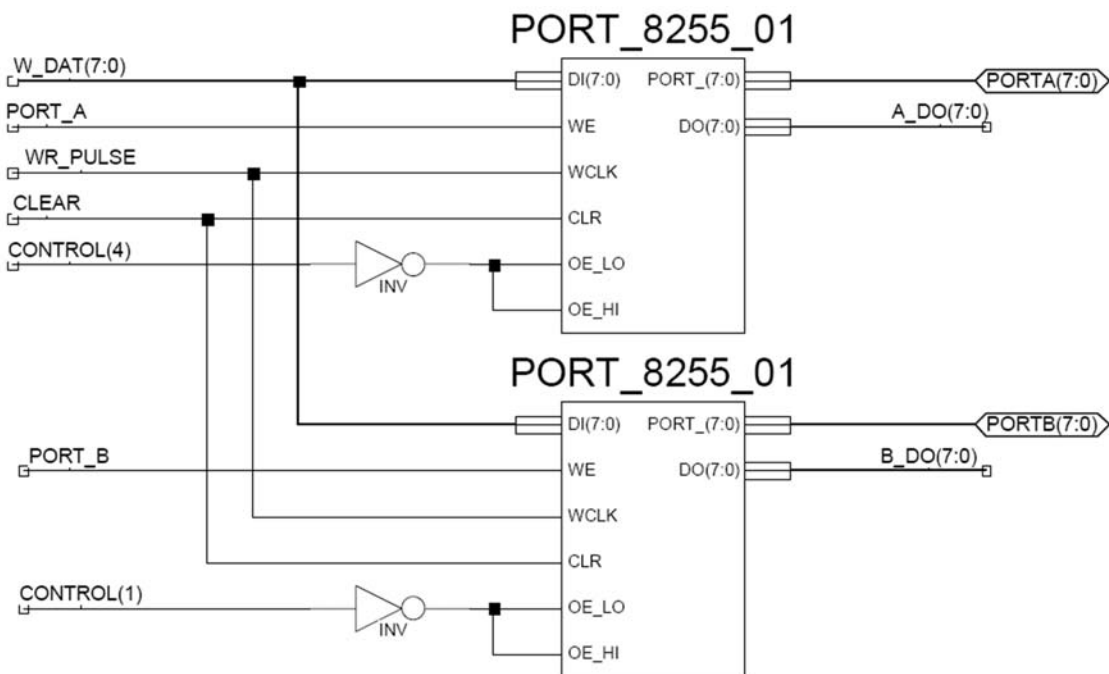 PORT_8255_01
W_DAT(7:0)
DI(7:0) PORT_(7:0)
PORTA(7:0)
PORT_A
WE DO(7:0)
A_DO(7:0)
WR_PULSE
WCLK
CLEAR
CLR
CONTROL(4)
INV
OE_LO
OE_HI
PORT_8255_01
DI(7:0) PORT_(7:0)
PORTB(7:0)
PORT_B
WE DO(7:0)
B_DO(7:0)
WCLK
CLR
CONTROL(1)
INV
OE_LO
OE_HI